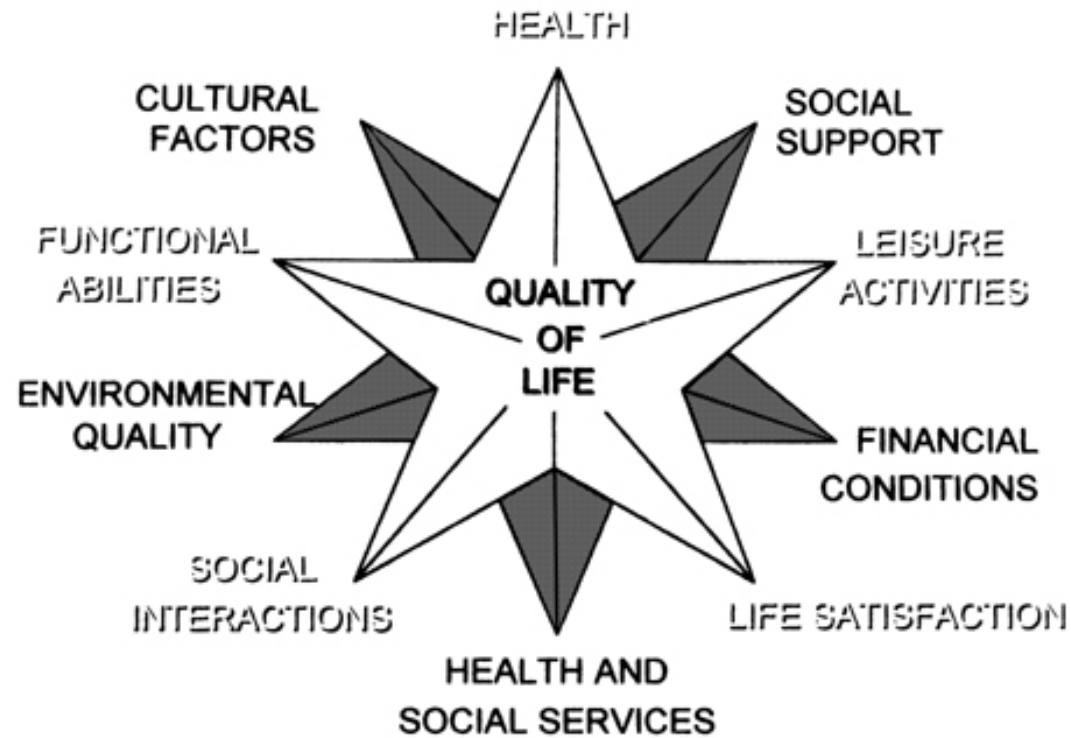 HEALTH
CULTURAL
FACTORS
SOCIAL
SUPPORT
FUNCTIONAL
ABILITIES
LEISURE
ACTIVITIES
QUALITY
OF
LIFE
ENVIRONMENTAL
QUALITY
FINANCIAL
CONDITIONS
SOCIAL
INTERACTIONS
LIFE SATISFACTION
HEALTH AND
SOCIAL SERVICES